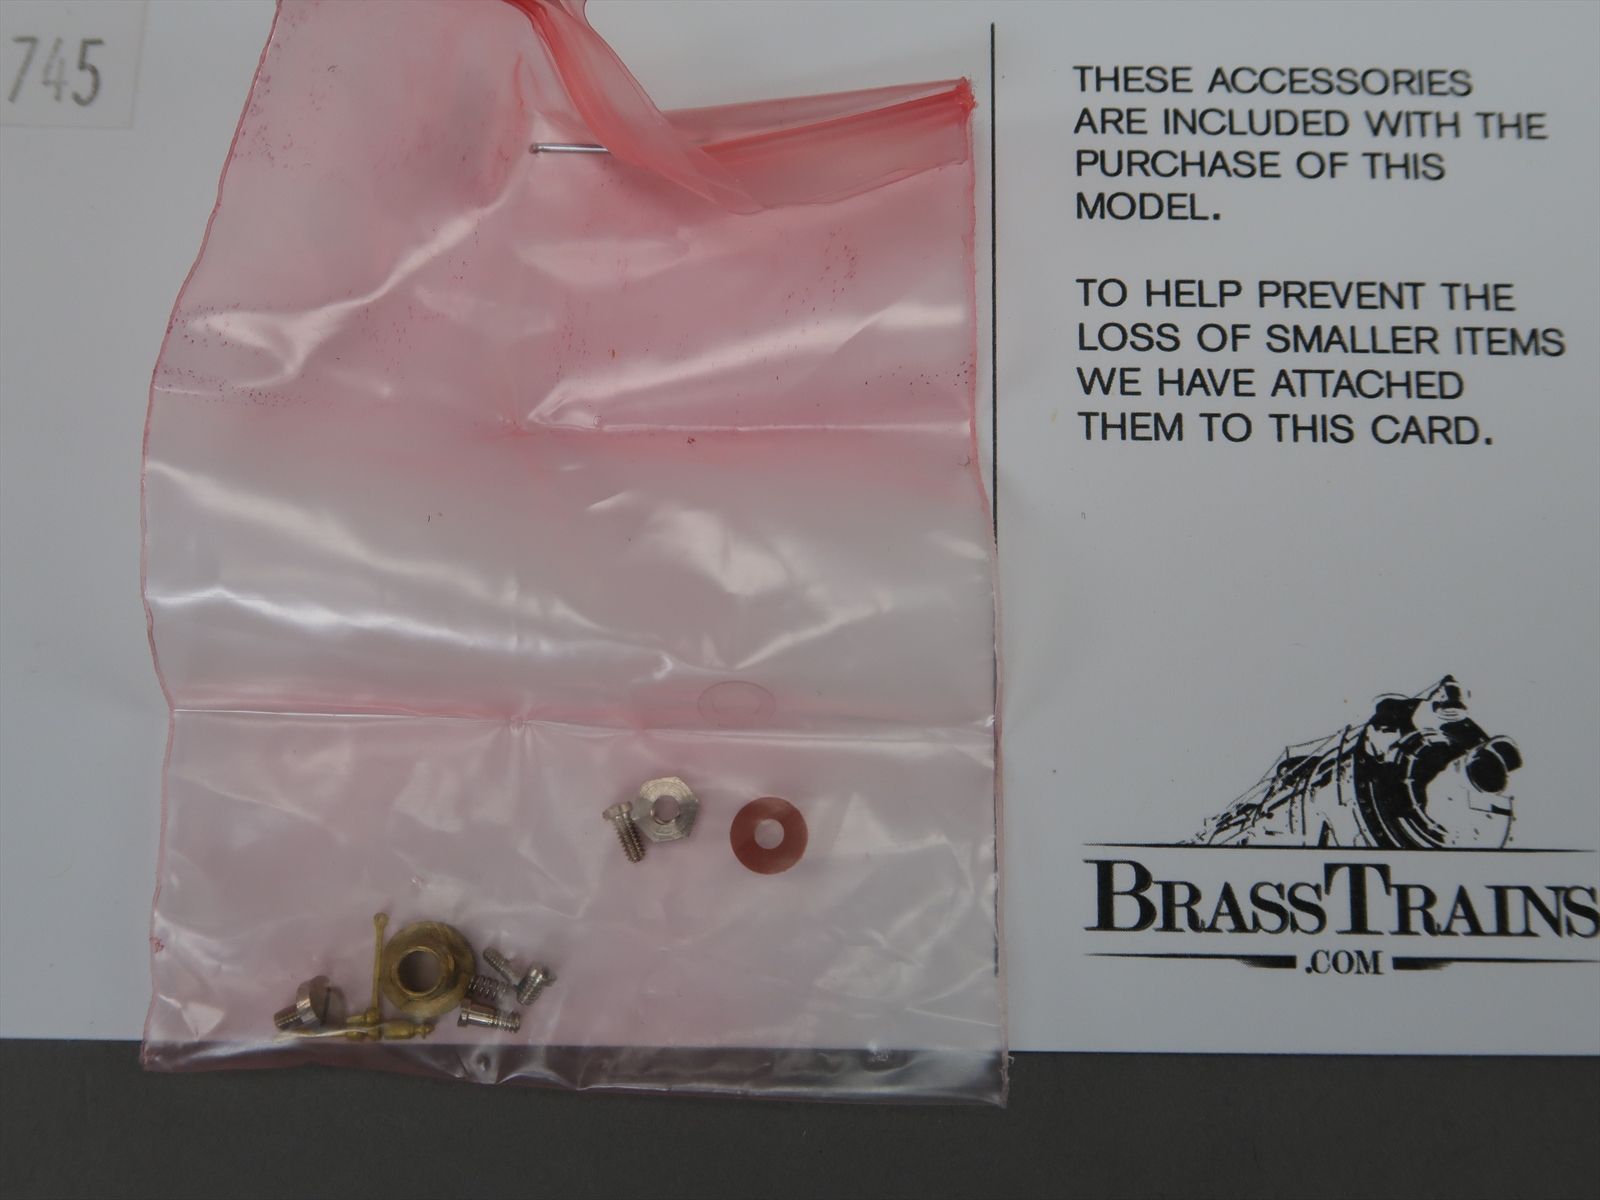 745
THESE ACCESSORIES
ARE INCLUDED WITH THE
PURCHASE OF THIS
MODEL.
TO HELP PREVENT THE
LOSS OF SMALLER ITEMS
WE HAVE ATTACHED
THEM TO THIS CARD.
BRASSTRAINS
.COM